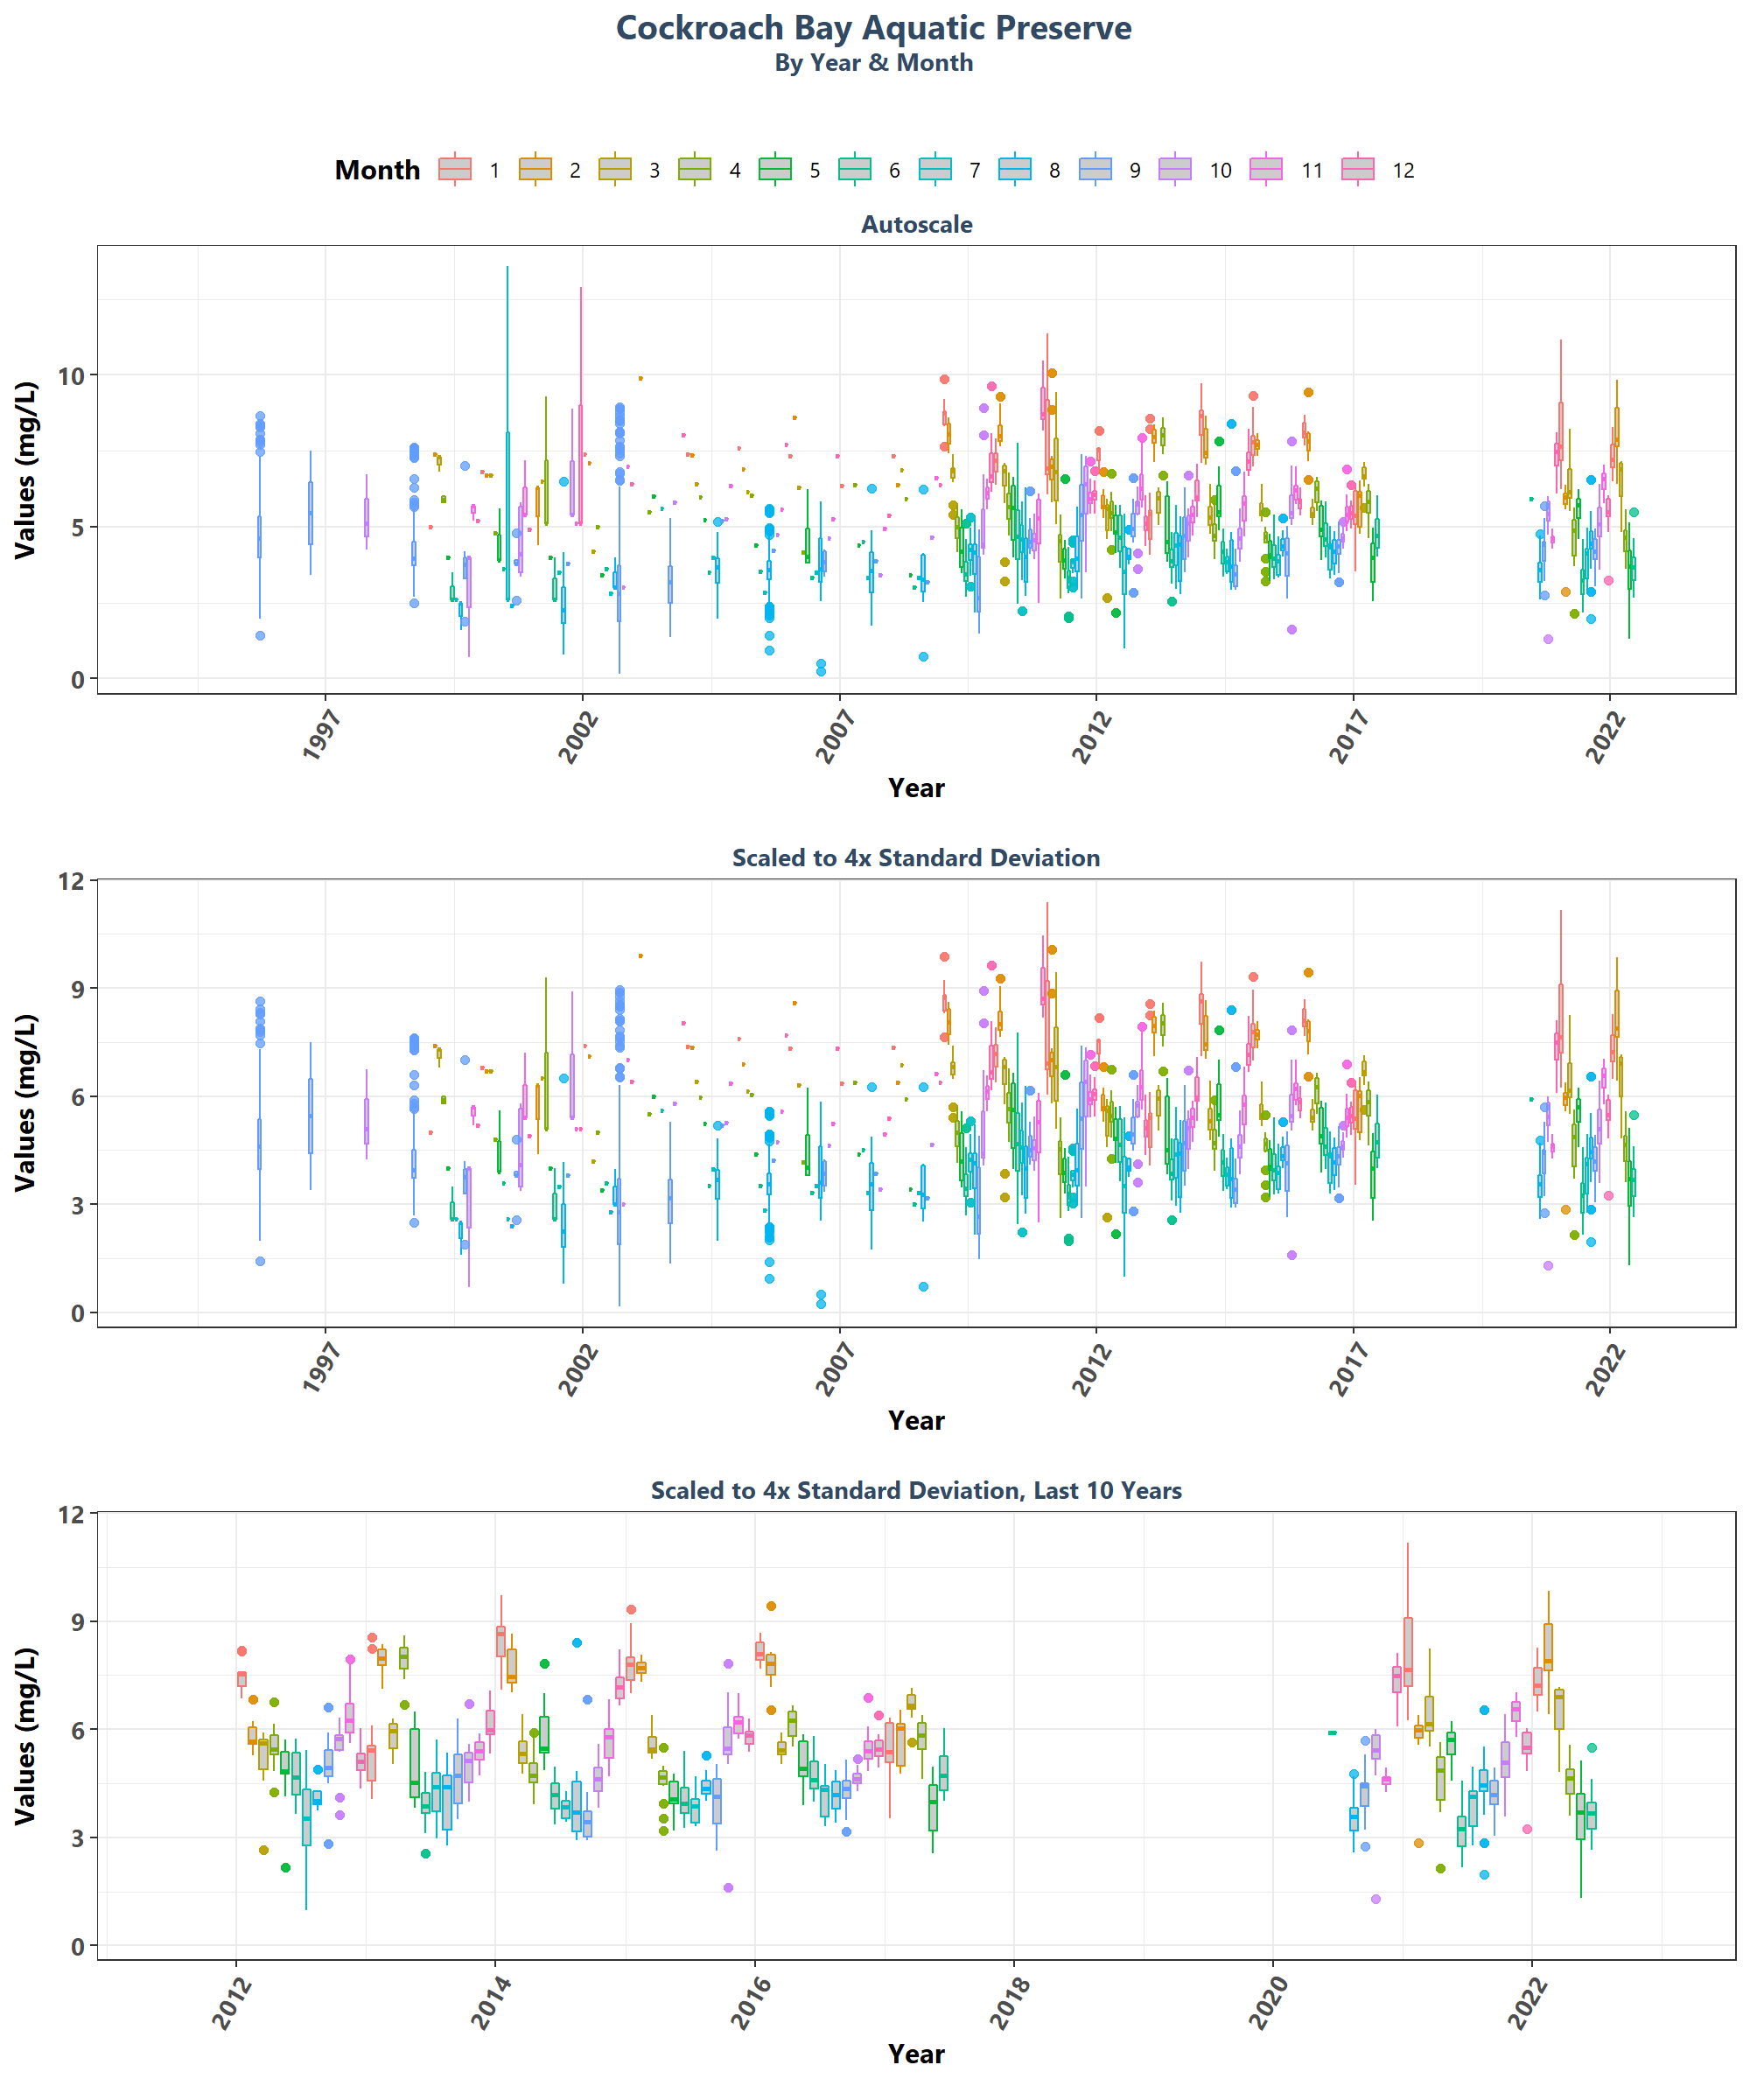 Cockroach Bay Aquatic Preserve
By Year & Month
Month 1 2 3 4 5 6 7 8 9 10 11 12
Autoscale
Values (mg/L)
10
5
0
1997 2002 2007 2012 2017 2022
Year
Scaled to 4x Standard Deviation
Values (mg/L)
12
9
6
3
0
1997 2002 2007 2012 2017 2022
Year
Scaled to 4x Standard Deviation, Last 10 Years
Values (mg/L)
12
9
6
3
0
2012 2014 2016 2018 2020 2022
Year